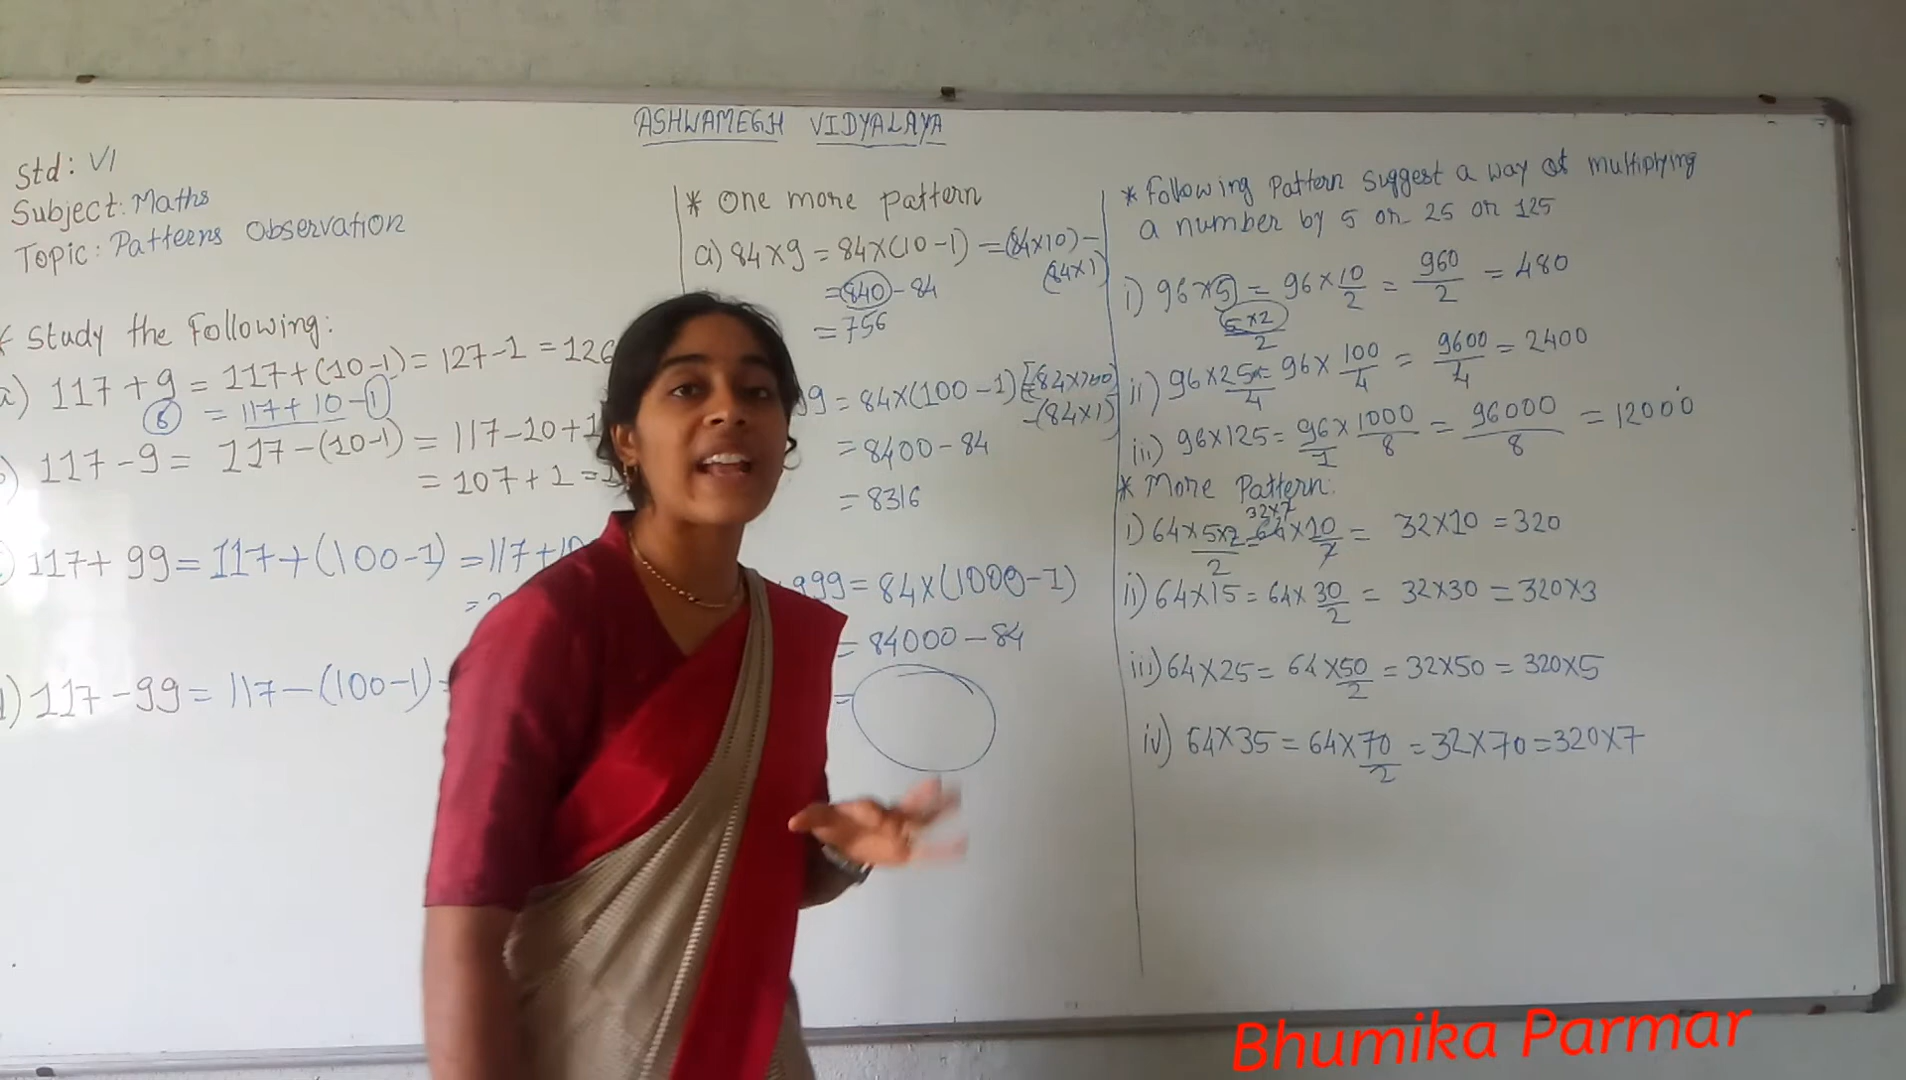 ASHWAMEGH VIDYALAYA
Std: VI
Subject: Maths
Topic: Patterns Observation
* Study the Following:
a) 117 + 9 = 117+(10-1) = 127-1 = 126
8
= 117 + 10 - 1
117 - 9 = 117-(10-1) = 117-10+1
= 107 + 1 =
117 + 99 = 117+(100-1) = 117+10
=
d) 117 - 99 = 117-(100-1) =
* One more pattern
a) 84×9 = 84×(10-1) = (84×10) -
(84×1)
= 840 - 84
= 756
99 = 84×(100-1) = [(84×100)
-(84×1)
= 8400 - 84
= 8316
999 = 84×(1000-1)
= 84000 - 84
=
* Following Pattern suggest a way of multiplying
a number by 5 or 25 or 125
i) 96×5 = 96×10/2 = 960/2 = 480
5×2/2
ii) 96×25×/4 = 96×100/4 = 9600/4 = 2400
iii) 96×125 = 96/1 × 1000/8 = 96000/8 = 12000
* More Pattern:
i) 64×5×2/2 = 64×10/2 = 32×10 = 320
ii) 64×15 = 64×30/2 = 32×30 = 320×3
iii) 64×25 = 64×50/2 = 32×50 = 320×5
iv) 64×35 = 64×70/2 = 32×70 = 320×7
Bhumika Parmar